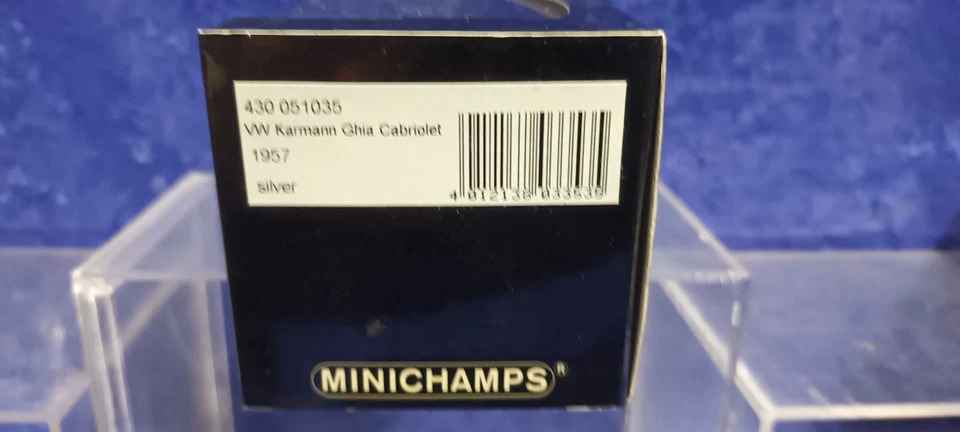 430 051035
VW Karmann Ghia Cabriolet
1957
silver
4 012138 033535
MINICHAMPS®